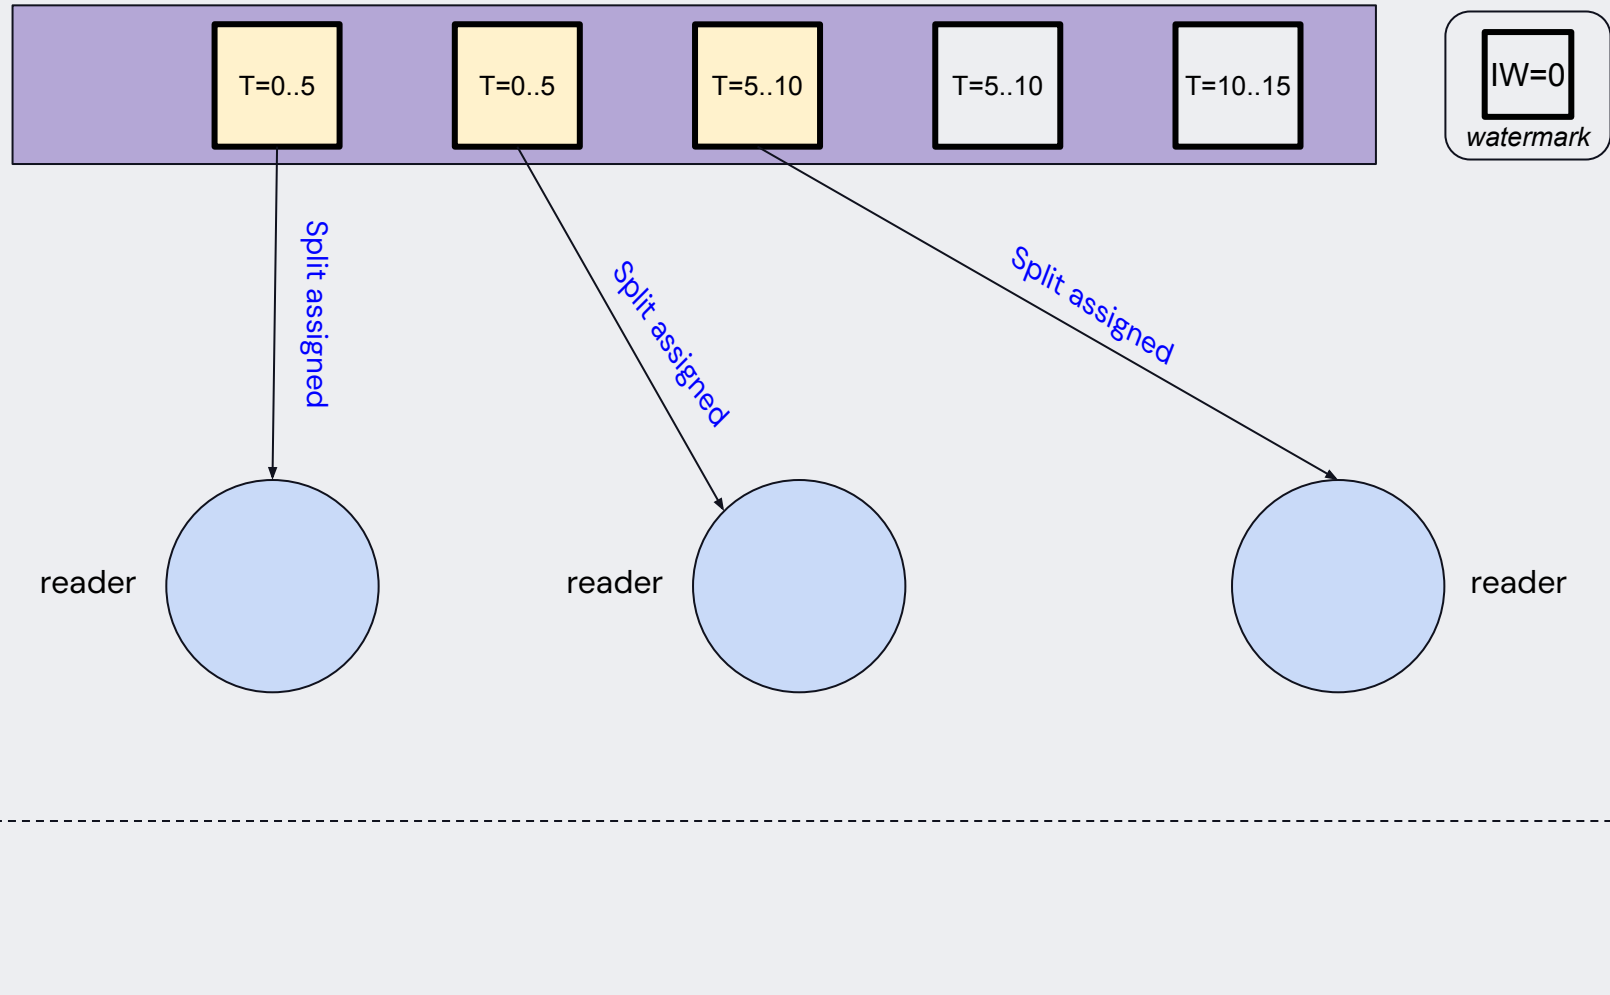 T=0..5
T=0..5
T=5..10
T=5..10
T=10..15
IW=0
watermark
Split assigned
Split assigned
Split assigned
reader
reader
reader